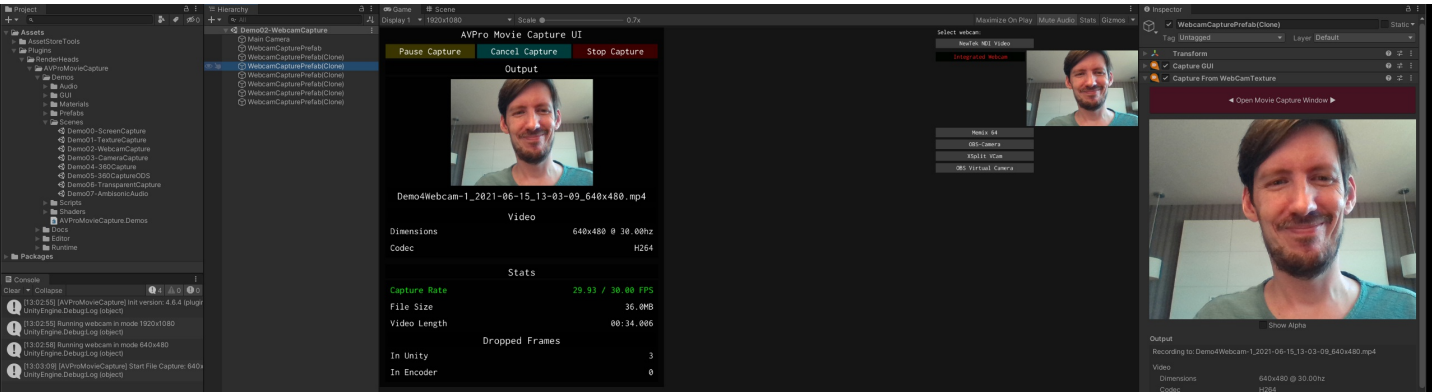 Project
Assets
AssetStoreTools
Plugins
RenderHeads
AVProMovieCapture
Demos
Audio
GUI
Materials
Prefabs
Scenes
Demo00-ScreenCapture
Demo01-TextureCapture
Demo02-WebcamCapture
Demo03-CameraCapture
Demo04-360Capture
Demo05-360CaptureODS
Demo06-TransparentCapture
Demo07-AmbisonicAudio
Scripts
Shaders
AVProMovieCapture.Demos
Docs
Editor
Runtime
Packages
Console
Clear Collapse 4 0 0
[13:02:55] [AVProMovieCapture] Init version: 4.6.4 (plugin
UnityEngine.Debug:Log (object)
[13:02:55] Running webcam in mode 1920x1080
UnityEngine.Debug:Log (object)
[13:02:58] Running webcam in mode 640x480
UnityEngine.Debug:Log (object)
[13:03:09] [AVProMovieCapture] Start File Capture: 640x
UnityEngine.Debug:Log (object)
Hierarchy
All
Demo02-WebcamCapture
Main Camera
WebcamCapturePrefab
WebcamCapturePrefab(Clone)
WebcamCapturePrefab(Clone)
WebcamCapturePrefab(Clone)
WebcamCapturePrefab(Clone)
WebcamCapturePrefab(Clone)
WebcamCapturePrefab(Clone)
Game Scene
Display 1 1920x1080 Scale 0.7x Maximize On Play Mute Audio Stats Gizmos
AVPro Movie Capture UI
Pause Capture Cancel Capture Stop Capture
Output
Demo4Webcam-1_2021-06-15_13-03-09_640x480.mp4
Video
Dimensions 640x480 @ 30.00hz
Codec H264
Stats
Capture Rate 29.93 / 30.00 FPS
File Size 36.0MB
Video Length 00:34.006
Dropped Frames
In Unity 3
In Encoder 0
Select webcam:
NewTek NDI Video
Integrated Webcam
Memix 64
OBS-Camera
XSplit VCam
OBS Virtual Camera
Inspector
WebcamCapturePrefab(Clone) Static
Tag Untagged Layer Default
Transform
Capture GUI
Capture From WebCamTexture
◀ Open Movie Capture Window ▶
Show Alpha
Output
Recording to: Demo4Webcam-1_2021-06-15_13-03-09_640x480.mp4
Video
Dimensions 640x480 @ 30.00hz
Codec H264